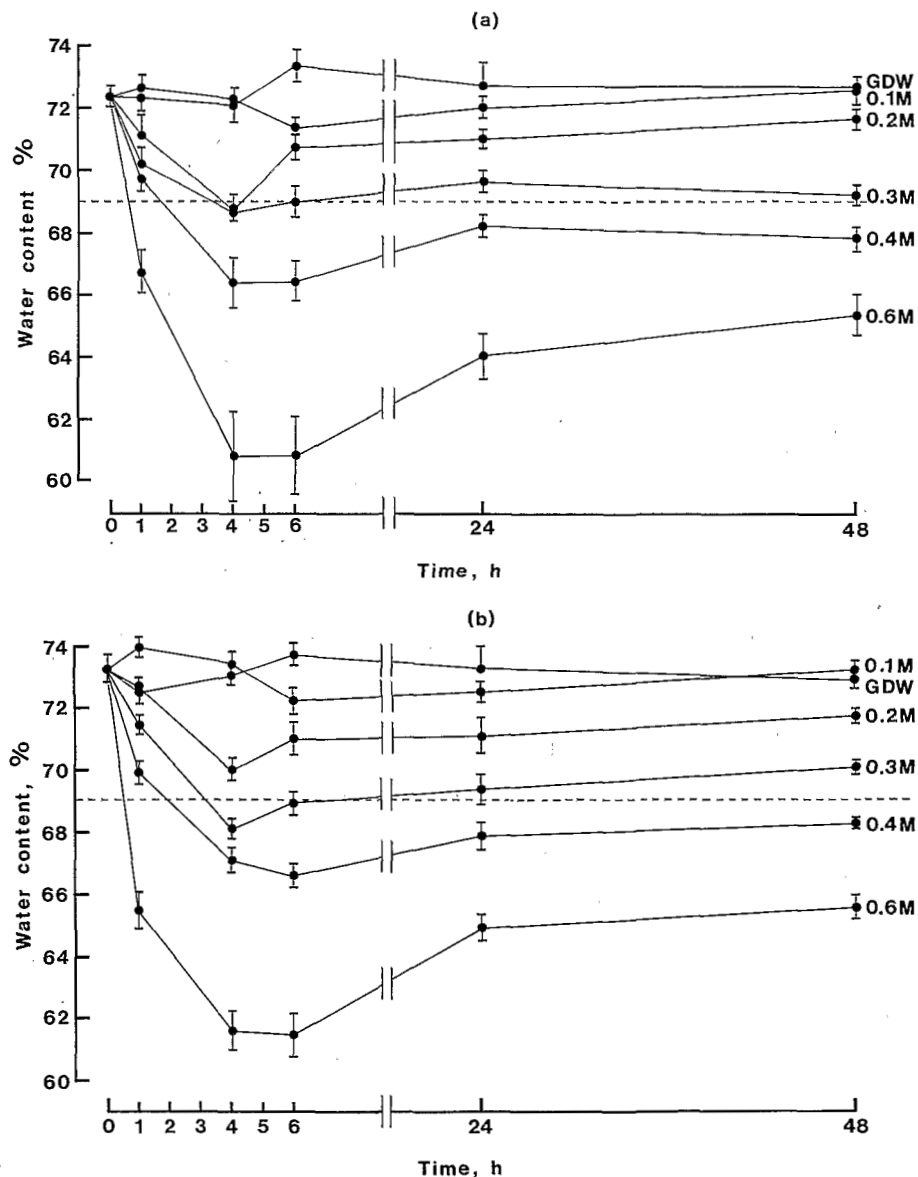 (a)
74
72
70
68
66
64
62
60
Water content %
GDW
0.1M
0.2M
0.3M
0.4M
0.6M
0 1 2 3 4 5 6 24 48
Time, h
(b)
74
72
70
68
66
64
62
60
Water content, %
0.1M
GDW
0.2M
0.3M
0.4M
0.6M
0 1 2 3 4 5 6 24 48
Time, h